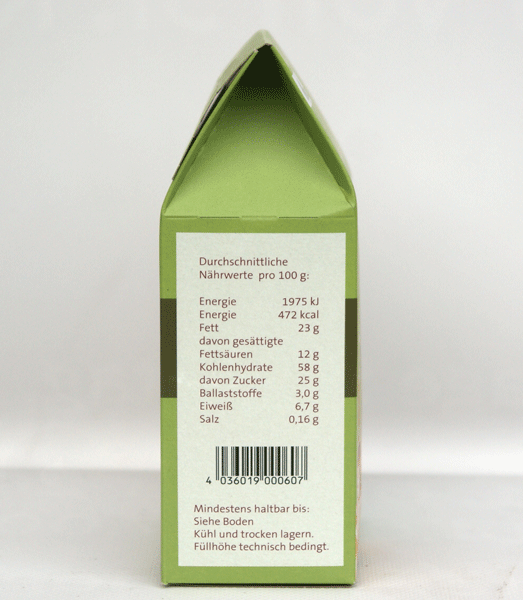 Durchschnittliche
Nährwerte pro 100 g:
Energie 1975 kJ
Energie 472 kcal
Fett 23 g
davon gesättigte
Fettsäuren 12 g
Kohlenhydrate 58 g
davon Zucker 25 g
Ballaststoffe 3,0 g
Eiweiß 6,7 g
Salz 0,16 g
4 036019 000607
Mindestens haltbar bis:
Siehe Boden
Kühl und trocken lagern.
Füllhöhe technisch bedingt.